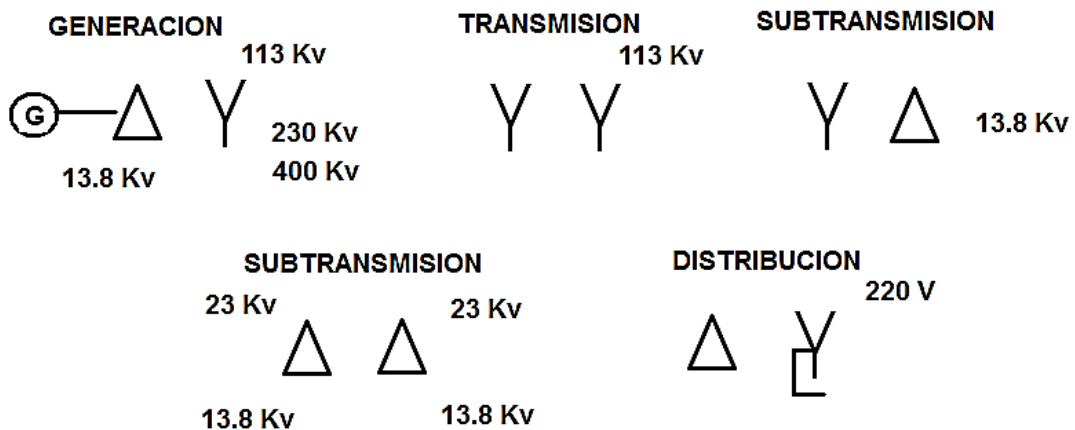 GENERACION
113 Kv
G
230 Kv
400 Kv
13.8 Kv
TRANSMISION
113 Kv
SUBTRANSMISION
13.8 Kv
SUBTRANSMISION
23 Kv
23 Kv
13.8 Kv
13.8 Kv
DISTRIBUCION
220 V